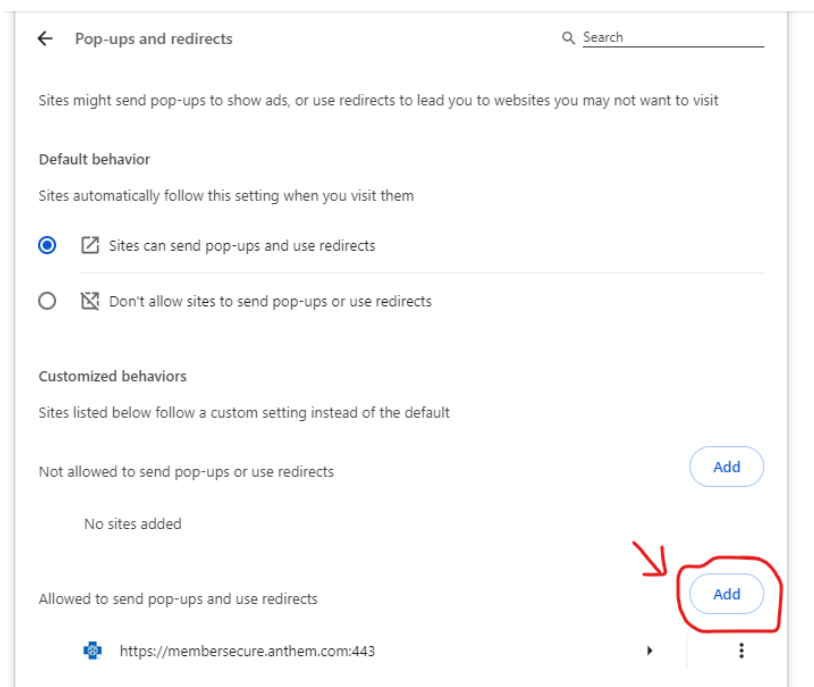 Pop-ups and redirects
Search
Sites might send pop-ups to show ads, or use redirects to lead you to websites you may not want to visit
Default behavior
Sites automatically follow this setting when you visit them
Sites can send pop-ups and use redirects
Don't allow sites to send pop-ups or use redirects
Customized behaviors
Sites listed below follow a custom setting instead of the default
Not allowed to send pop-ups or use redirects
Add
No sites added
Allowed to send pop-ups and use redirects
Add
https://membersecure.anthem.com:443